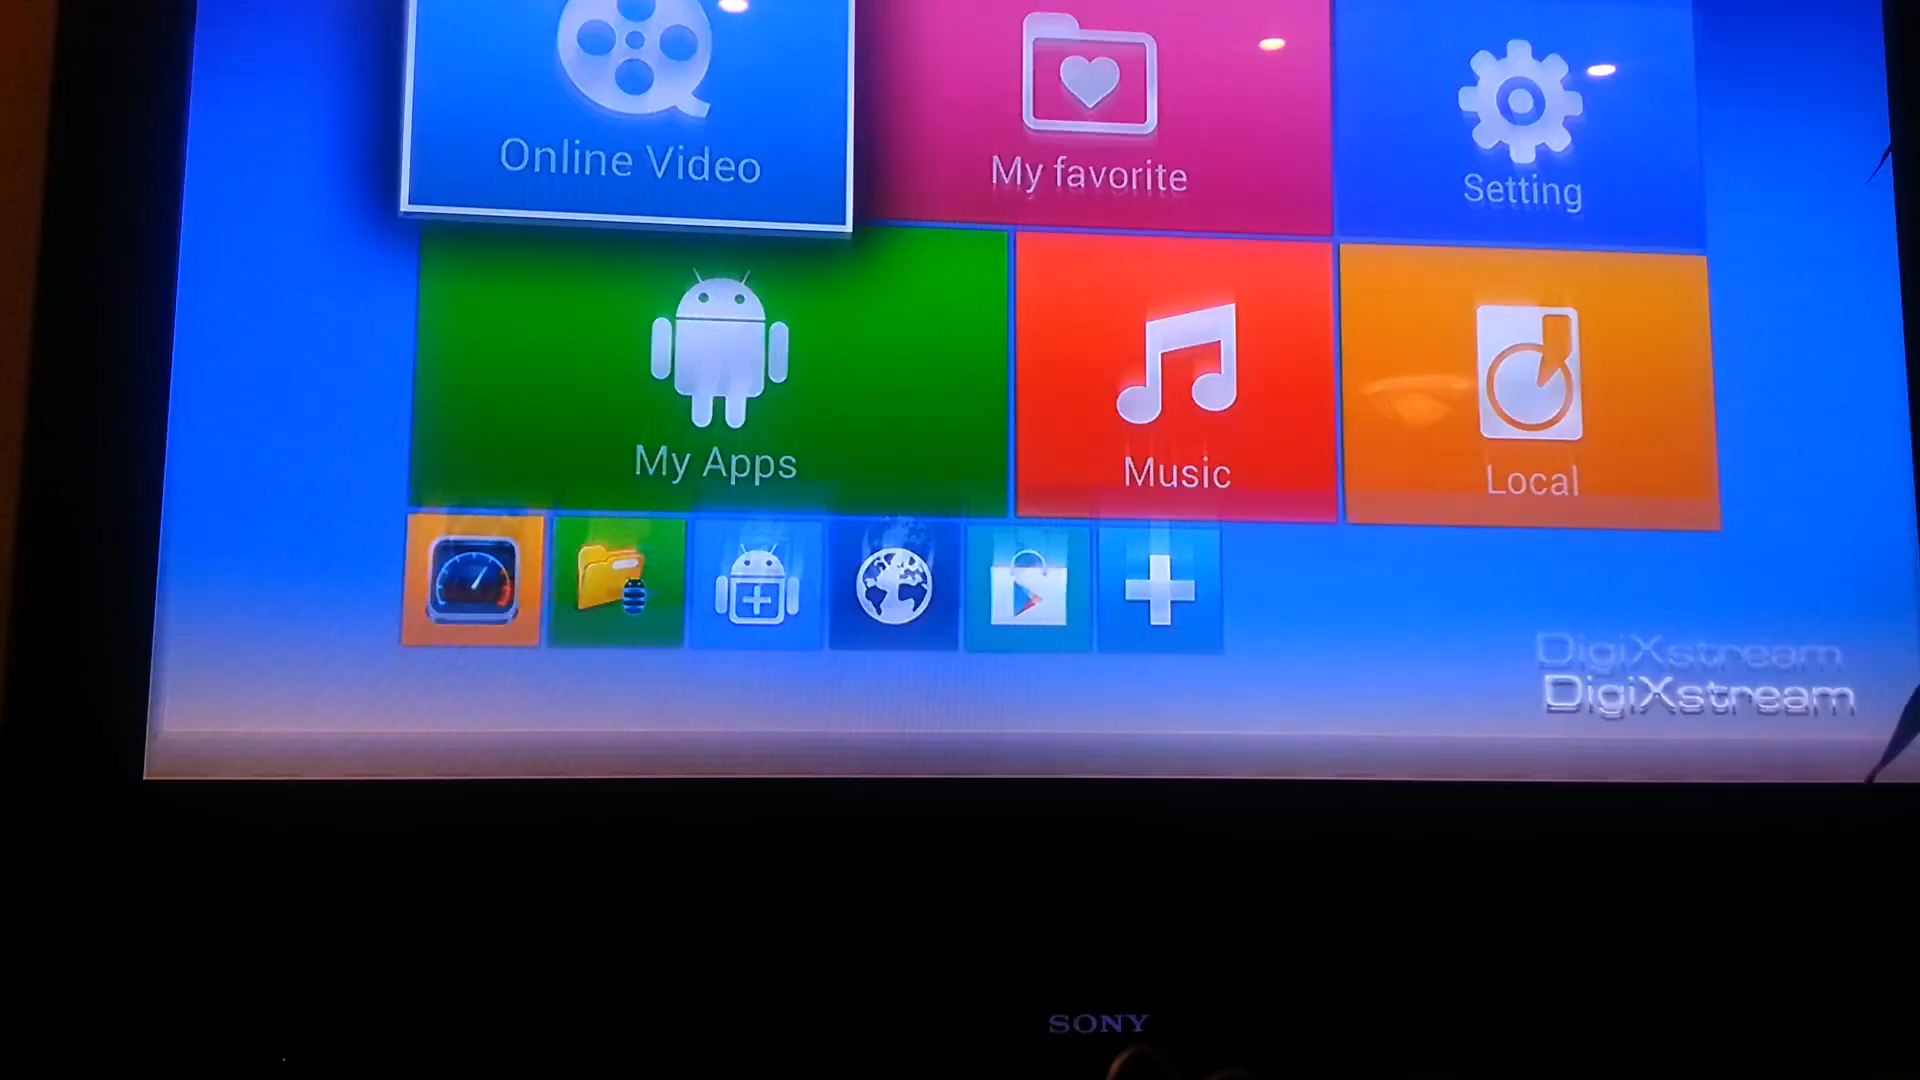 Online Video
My favorite
Setting
My Apps
Music
Local
DigiXstream
DigiXstream
SONY